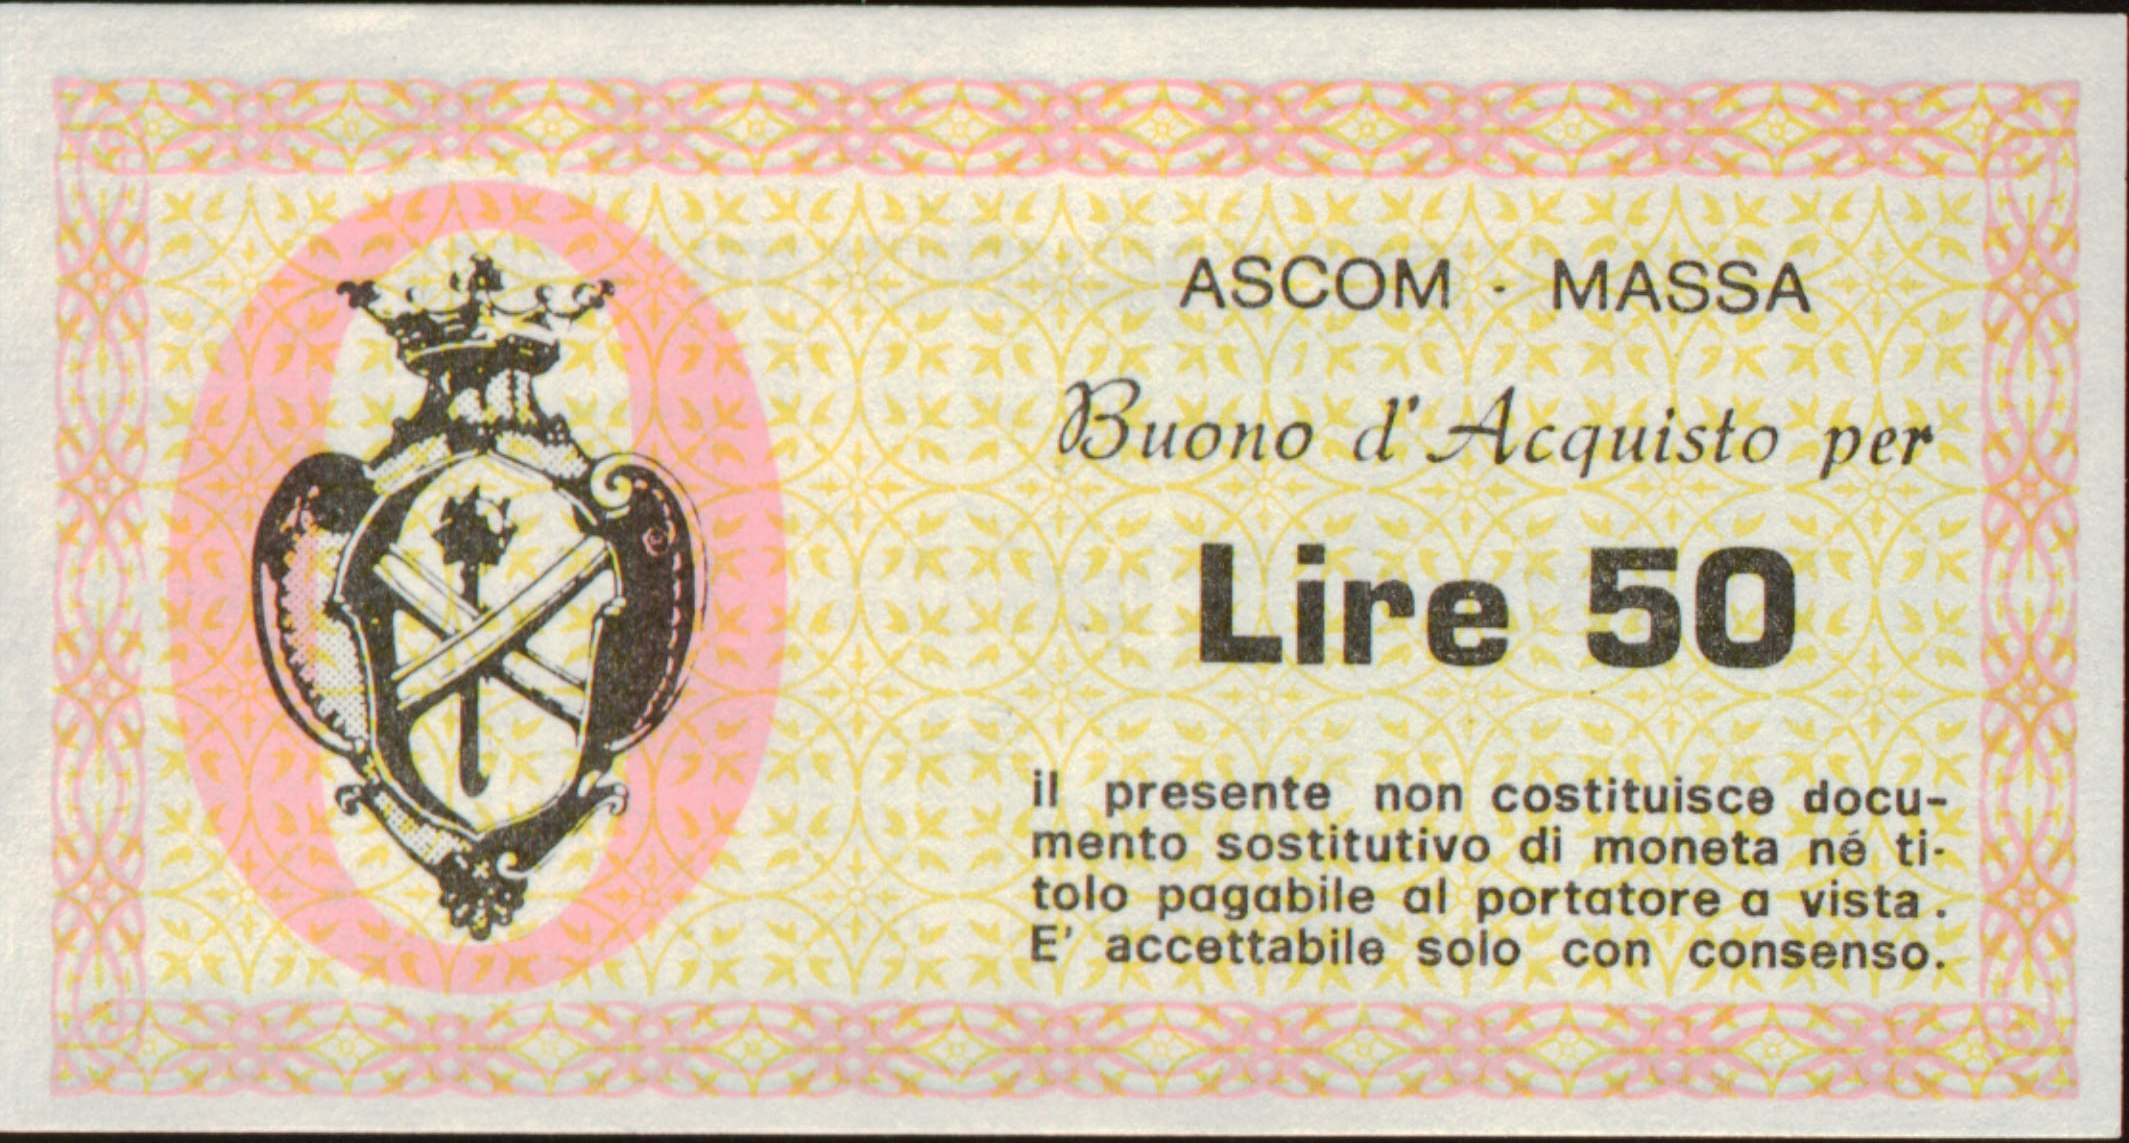 ASCOM - MASSA
Buono d'Acquisto per
Lire 50
il presente non costituisce docu-
mento sostitutivo di moneta né ti-
tolo pagabile al portatore a vista.
E' accettabile solo con consenso.